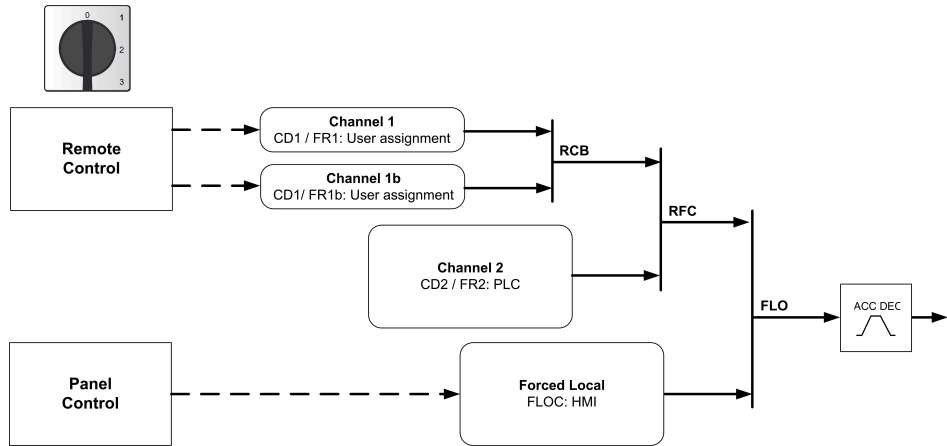 0
1
2
3
Remote
Control
Channel 1
CD1 / FR1: User assignment
Channel 1b
CD1/ FR1b: User assignment
RCB
RFC
Channel 2
CD2 / FR2: PLC
FLO
ACC DEC
Panel
Control
Forced Local
FLOC: HMI